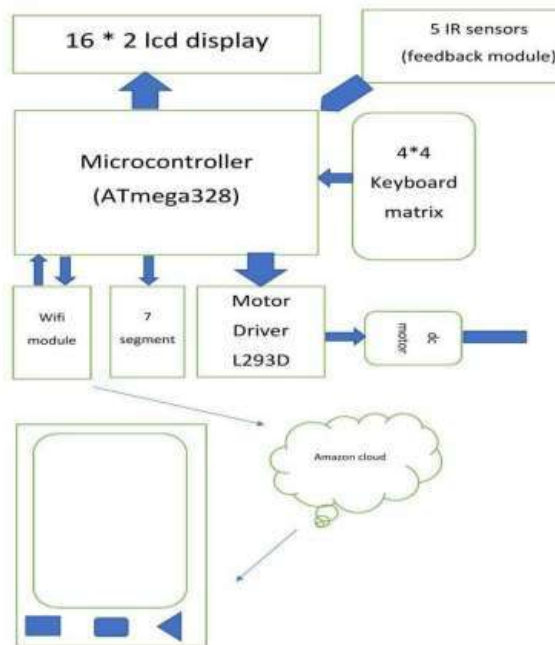 16 * 2 lcd display
5 IR sensors
(feedback module)
Microcontroller
(ATmega328)
4*4
Keyboard
matrix
Wifi
module
7
segment
Motor
Driver
L293D
dc
motor
Amazon cloud